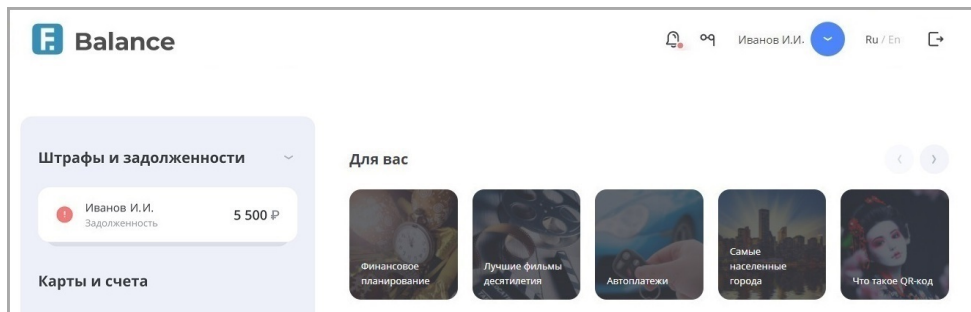 F. Balance
Иванов И.И.
Ru / En
Штрафы и задолженности
Иванов И.И.
Задолженность
5 500 ₽
Карты и счета
Для вас
Финансовое
планирование
Лучшие фильмы
десятилетия
Автоплатежи
Самые
населенные
города
Что такое QR-код